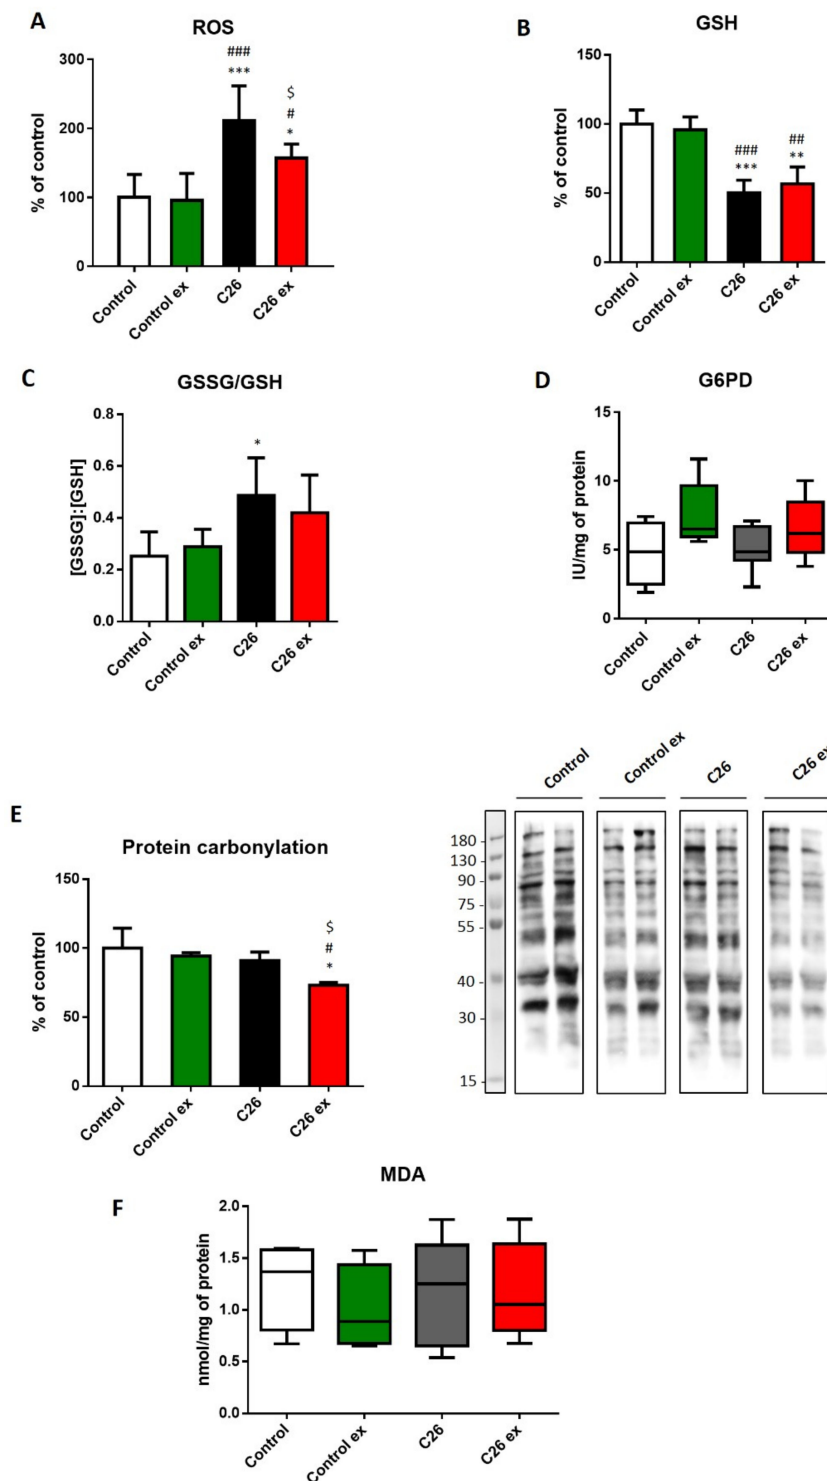 A
ROS
% of control
300
200
100
0
###
***
$
#
*
Control
Control ex
C26
C26 ex
B
GSH
% of control
150
100
50
0
###
***
##
**
Control
Control ex
C26
C26 ex
C
GSSG/GSH
[GSSG]:[GSH]
0.8
0.6
0.4
0.2
0.0
*
Control
Control ex
C26
C26 ex
D
G6PD
IU/mg of protein
15
10
5
0
Control
Control ex
C26
C26 ex
E
Protein carbonylation
% of control
150
100
50
0
$
#
*
Control
Control ex
C26
C26 ex
Control
Control ex
C26
C26 ex
180 -
130 -
90 -
75 -
55 -
40 -
30 -
15 -
F
MDA
nmol/mg of protein
2.0
1.5
1.0
0.5
0.0
Control
Control ex
C26
C26 ex